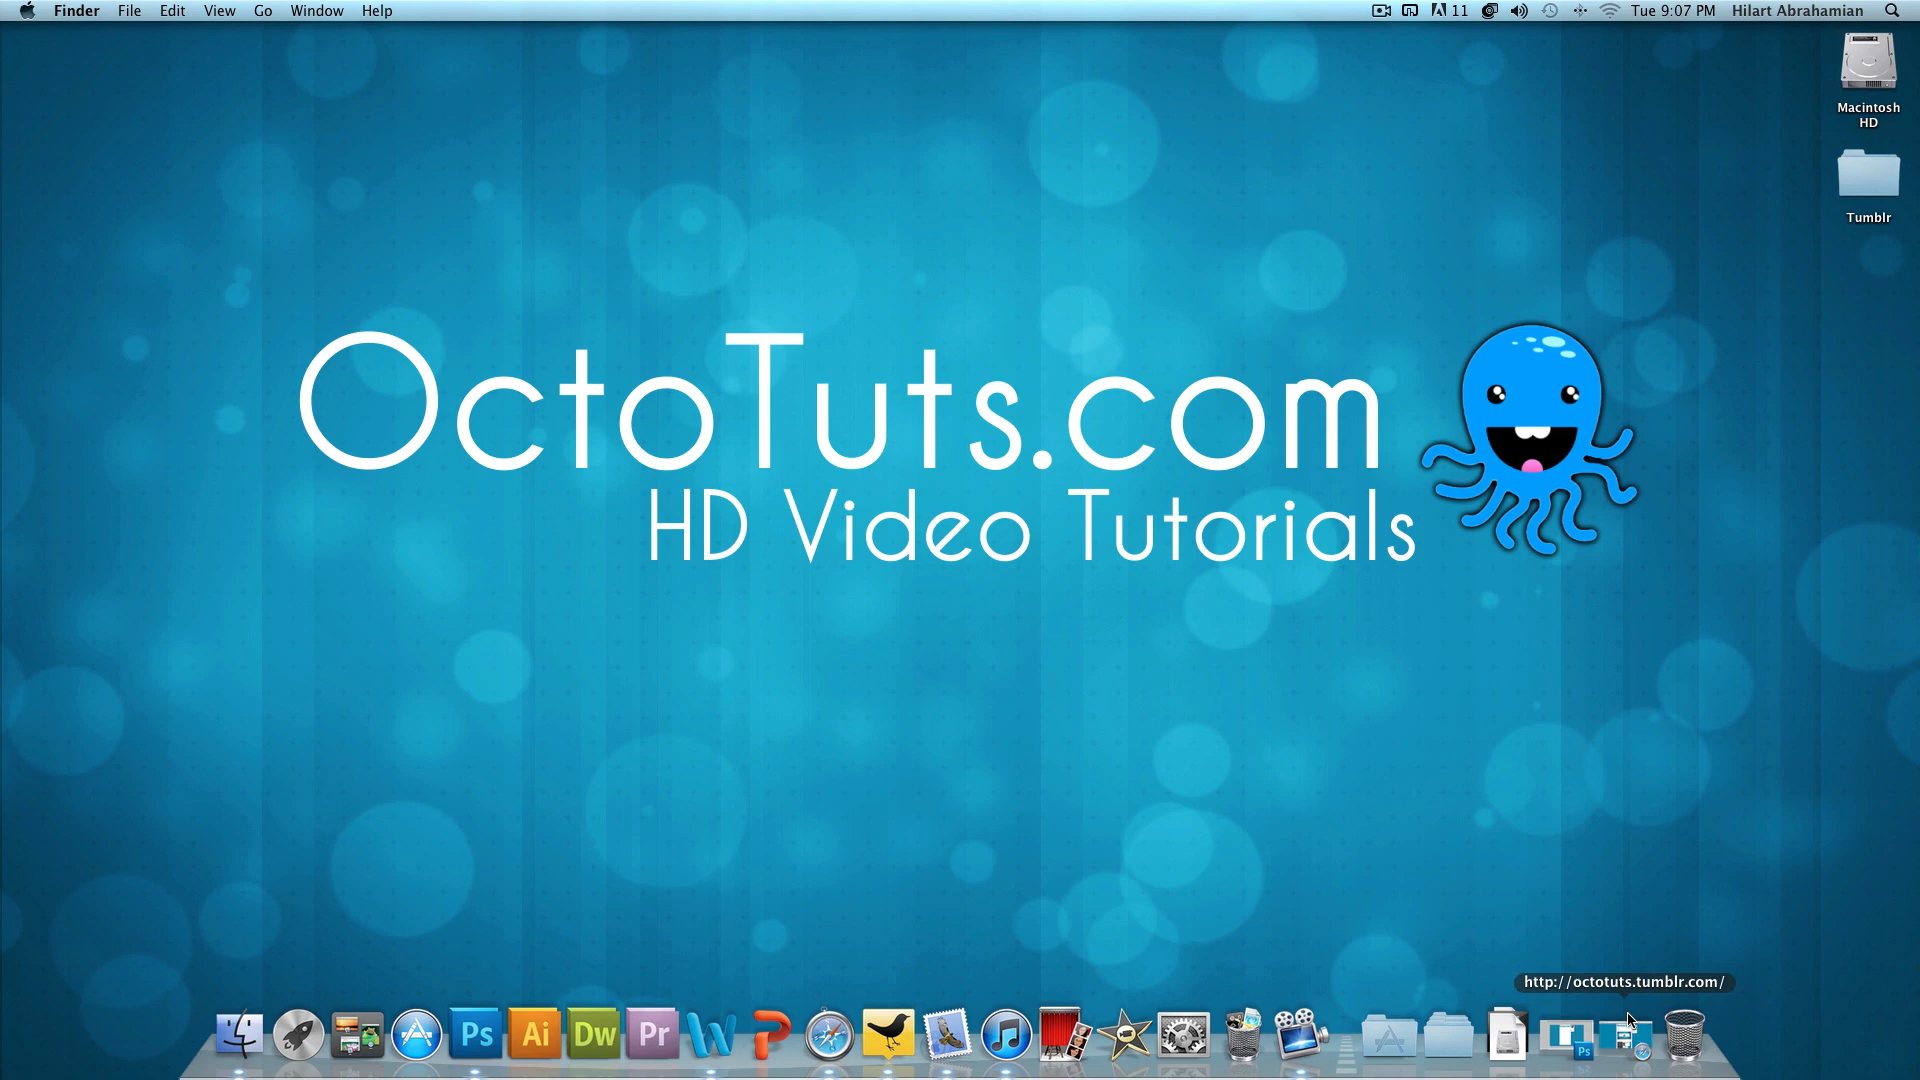 Finder File Edit View Go Window Help 11 Tue 9:07 PM Hilart Abrahamian
Macintosh
HD
Tumblr
OctoTuts.com
HD Video Tutorials
http://octotuts.tumblr.com/
Ps Ai Dw Pr
Ps